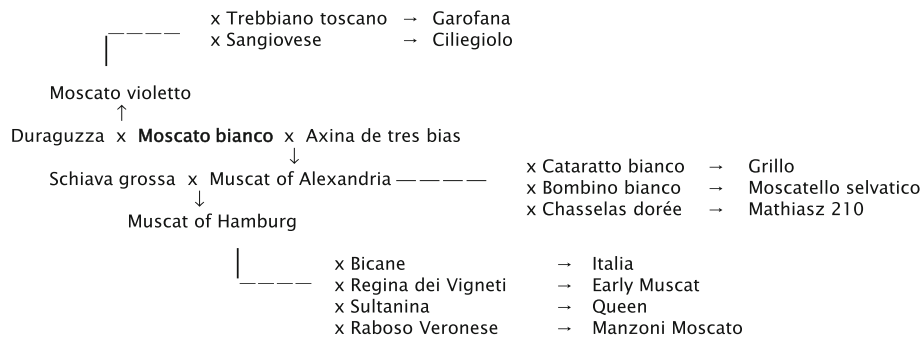 x Trebbiano toscano → Garofana
x Sangiovese → Ciliegiolo
Moscato violetto
↑
Duraguzza x Moscato bianco x Axina de tres bias
↓
Schiava grossa x Muscat of Alexandria
x Cataratto bianco → Grillo
x Bombino bianco → Moscatello selvatico
x Chasselas dorée → Mathiasz 210
↓
Muscat of Hamburg
x Bicane → Italia
x Regina dei Vigneti → Early Muscat
x Sultanina → Queen
x Raboso Veronese → Manzoni Moscato